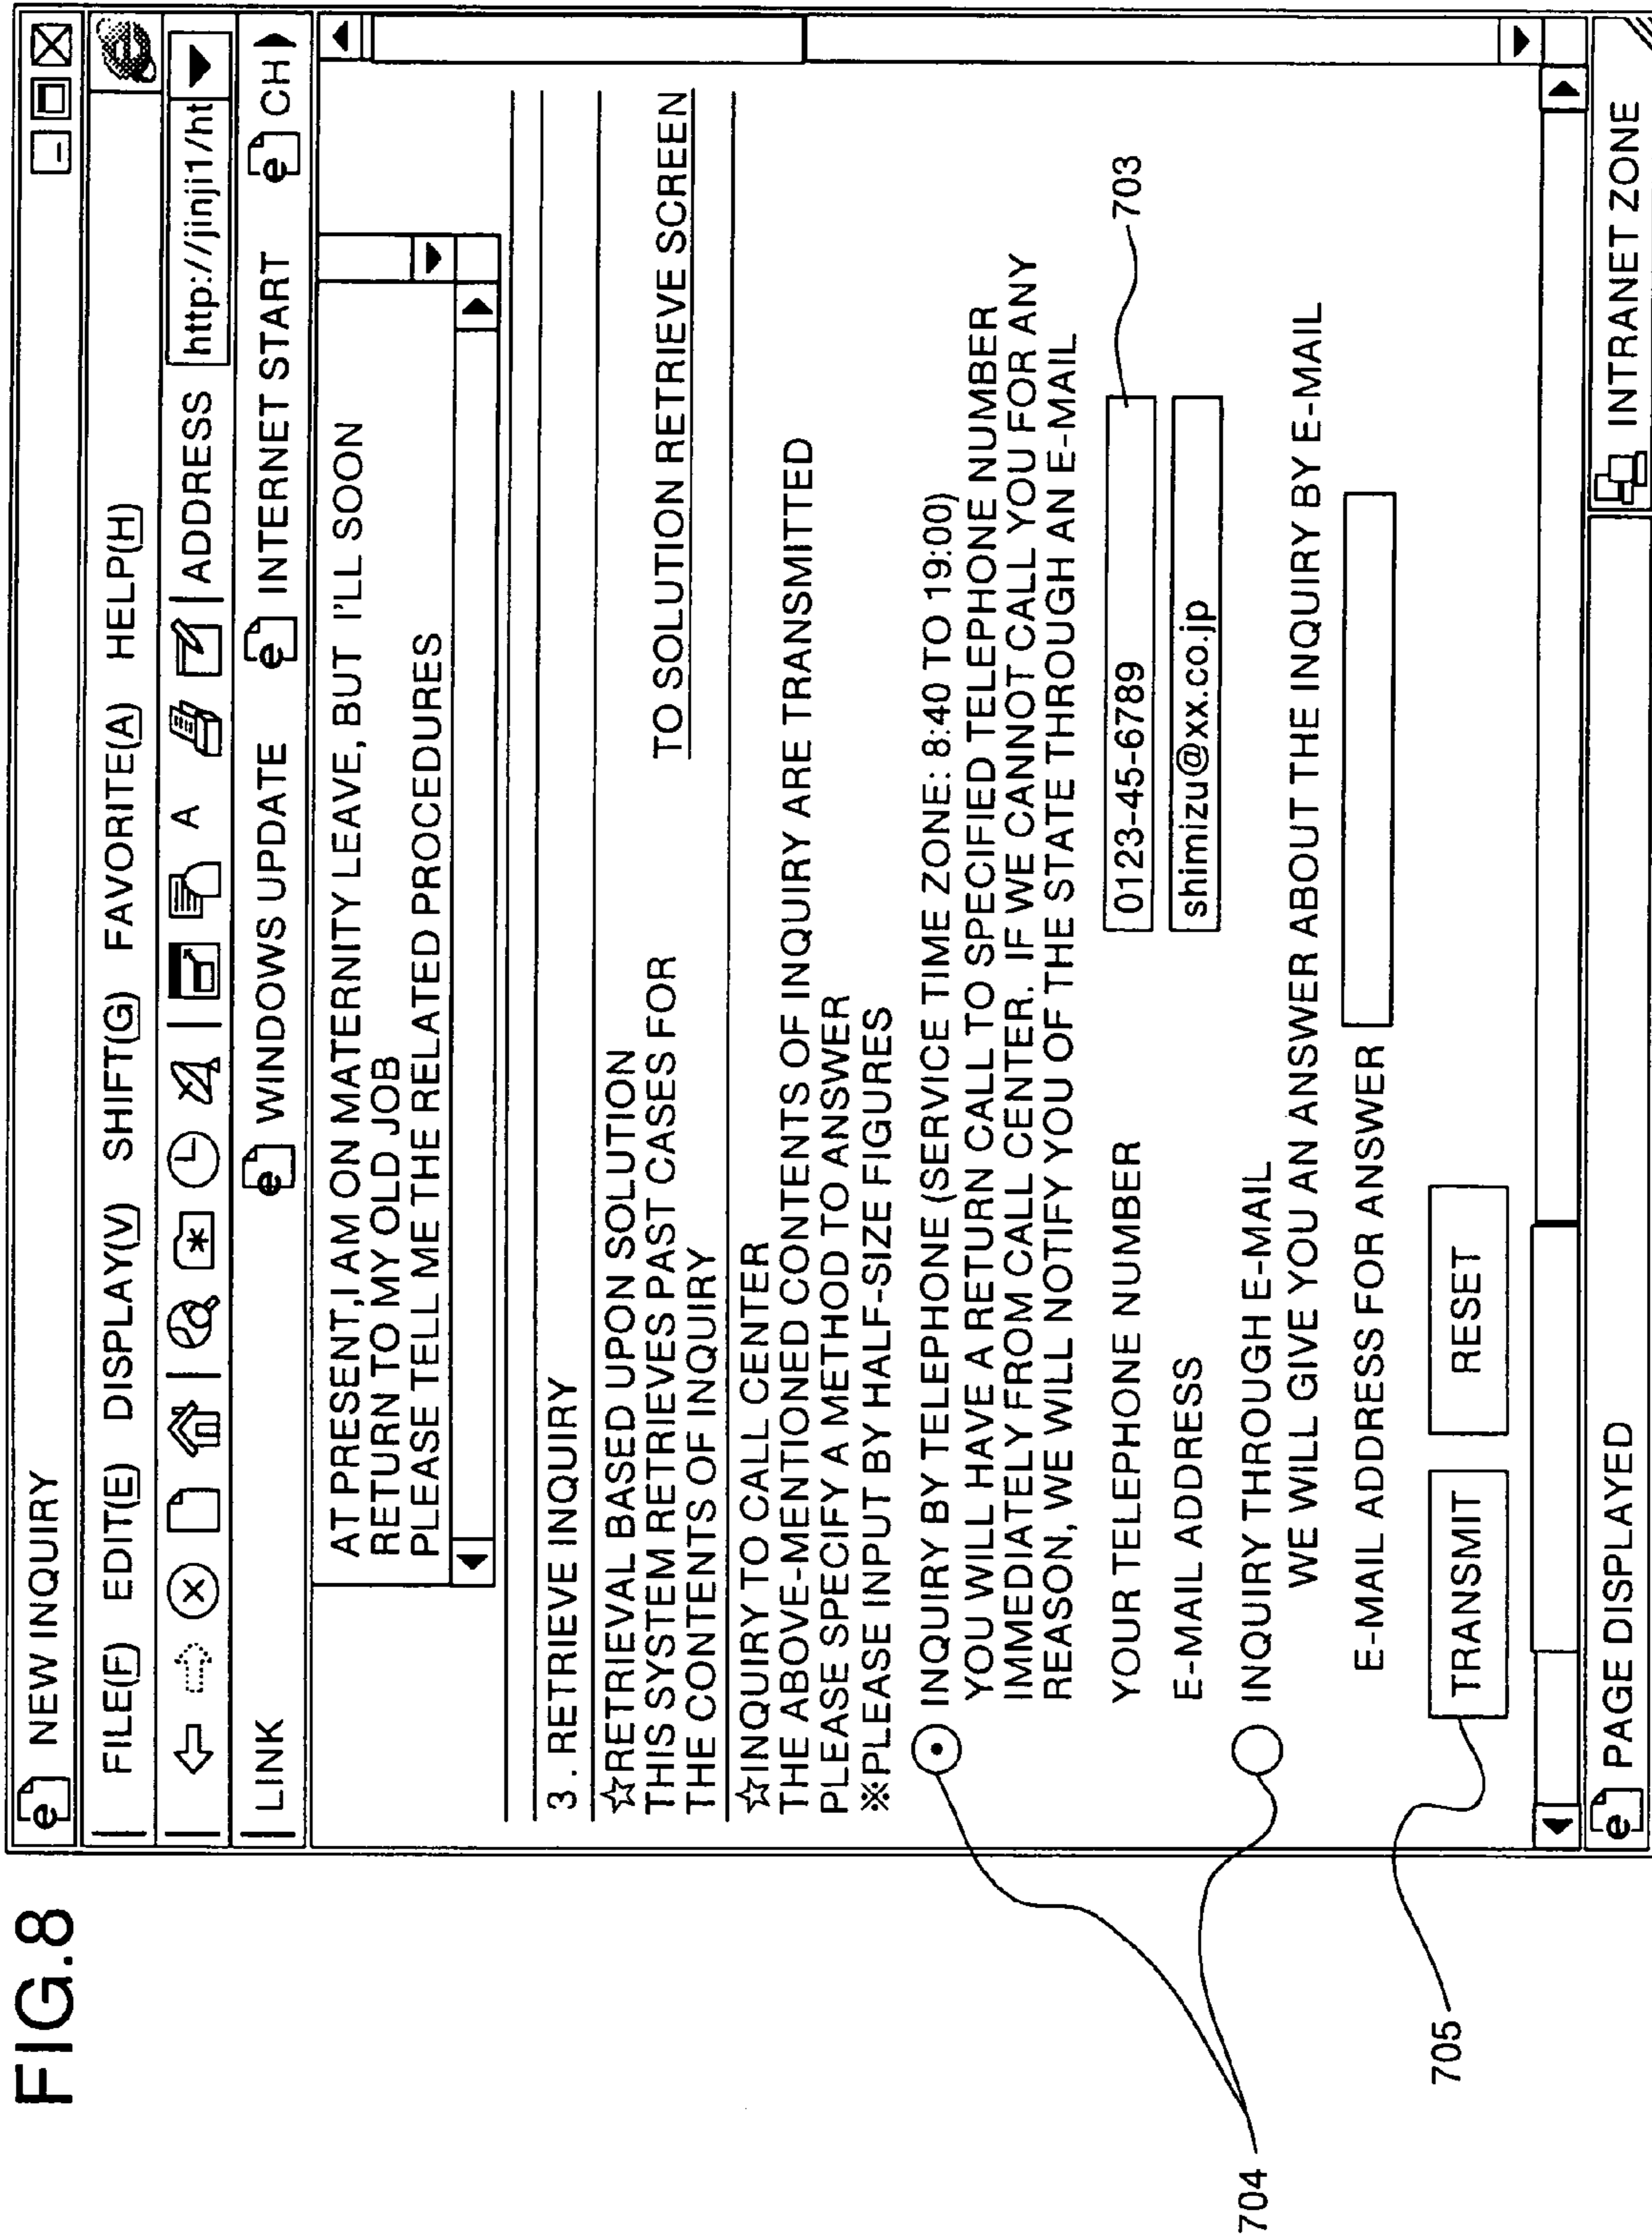 FIG.8
NEW INQUIRY
FILE(F) EDIT(E) DISPLAY(V) SHIFT(G) FAVORITE(A) HELP(H)
A ADDRESS http://jinji1/ht
LINK WINDOWS UPDATE INTERNET START CH
AT PRESENT,I AM ON MATERNITY LEAVE, BUT I'LL SOON
RETURN TO MY OLD JOB
PLEASE TELL ME THE RELATED PROCEDURES
3 . RETRIEVE INQUIRY
☆RETRIEVAL BASED UPON SOLUTION
THIS SYSTEM RETRIEVES PAST CASES FOR TO SOLUTION RETRIEVE SCREEN
THE CONTENTS OF INQUIRY
☆INQUIRY TO CALL CENTER
THE ABOVE-MENTIONED CONTENTS OF INQUIRY ARE TRANSMITTED
PLEASE SPECIFY A METHOD TO ANSWER
※PLEASE INPUT BY HALF-SIZE FIGURES
INQUIRY BY TELEPHONE (SERVICE TIME ZONE: 8:40 TO 19:00)
YOU WILL HAVE A RETURN CALL TO SPECIFIED TELEPHONE NUMBER
IMMEDIATELY FROM CALL CENTER. IF WE CANNOT CALL YOU FOR ANY
REASON, WE WILL NOTIFY YOU OF THE STATE THROUGH AN E-MAIL
YOUR TELEPHONE NUMBER 0123-45-6789 703
E-MAIL ADDRESS shimizu@xx.co.jp
704 INQUIRY THROUGH E-MAIL
WE WILL GIVE YOU AN ANSWER ABOUT THE INQUIRY BY E-MAIL
E-MAIL ADDRESS FOR ANSWER
705 TRANSMIT RESET
PAGE DISPLAYED INTRANET ZONE